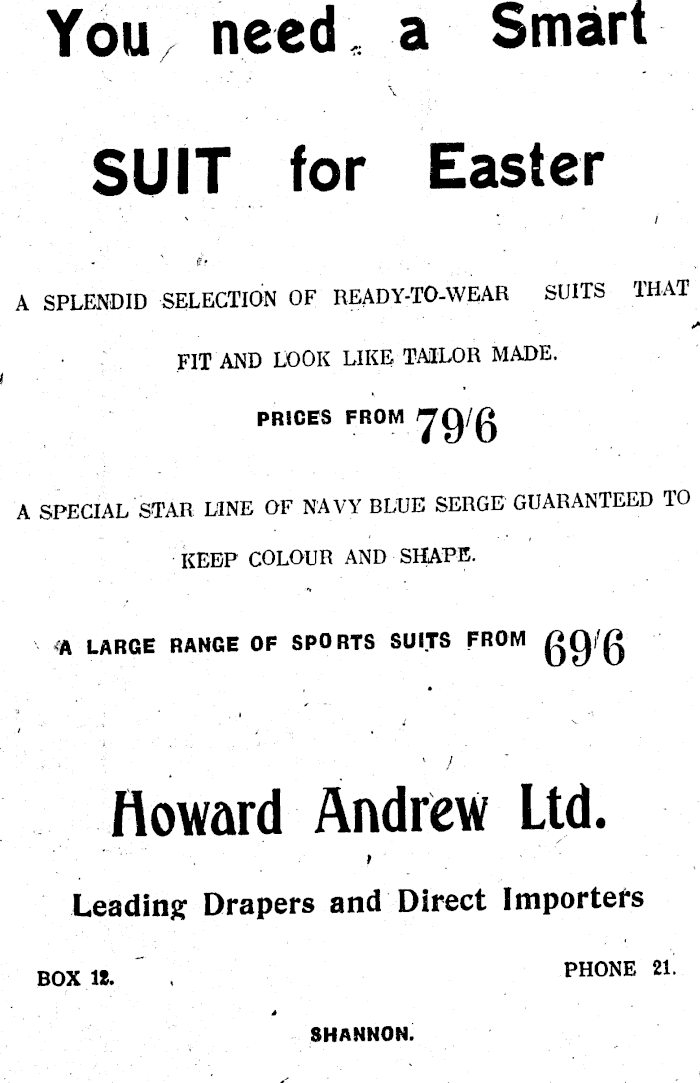 You need a Smart
SUIT for Easter
A SPLENDID SELECTION OF READY-TO-WEAR SUITS THAT
FIT AND LOOK LIKE TAILOR MADE.
PRICES FROM 79/6
A SPECIAL STAR LINE OF NAVY BLUE SERGE GUARANTEED TO
KEEP COLOUR AND SHAPE.
A LARGE RANGE OF SPORTS SUITS FROM 69/6
Howard Andrew Ltd.
Leading Drapers and Direct Importers
BOX 12. PHONE 21.
SHANNON.